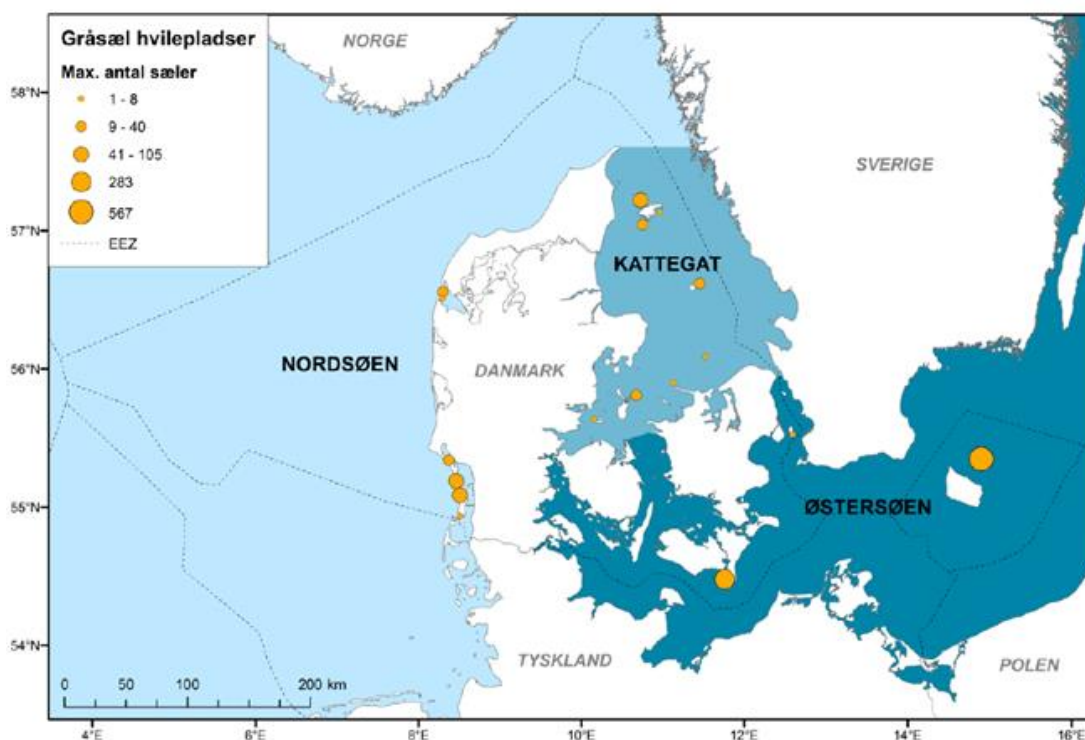 Gråsæl hvilepladser
Max. antal sæler
1 - 8
9 - 40
41 - 105
283
567
EEZ
NORGE
SVERIGE
KATTEGAT
NORDSØEN
DANMARK
ØSTERSØEN
TYSKLAND
POLEN
58°N
57°N
56°N
55°N
54°N
0 50 100 200 km
4°E 6°E 8°E 10°E 12°E 14°E 16°E